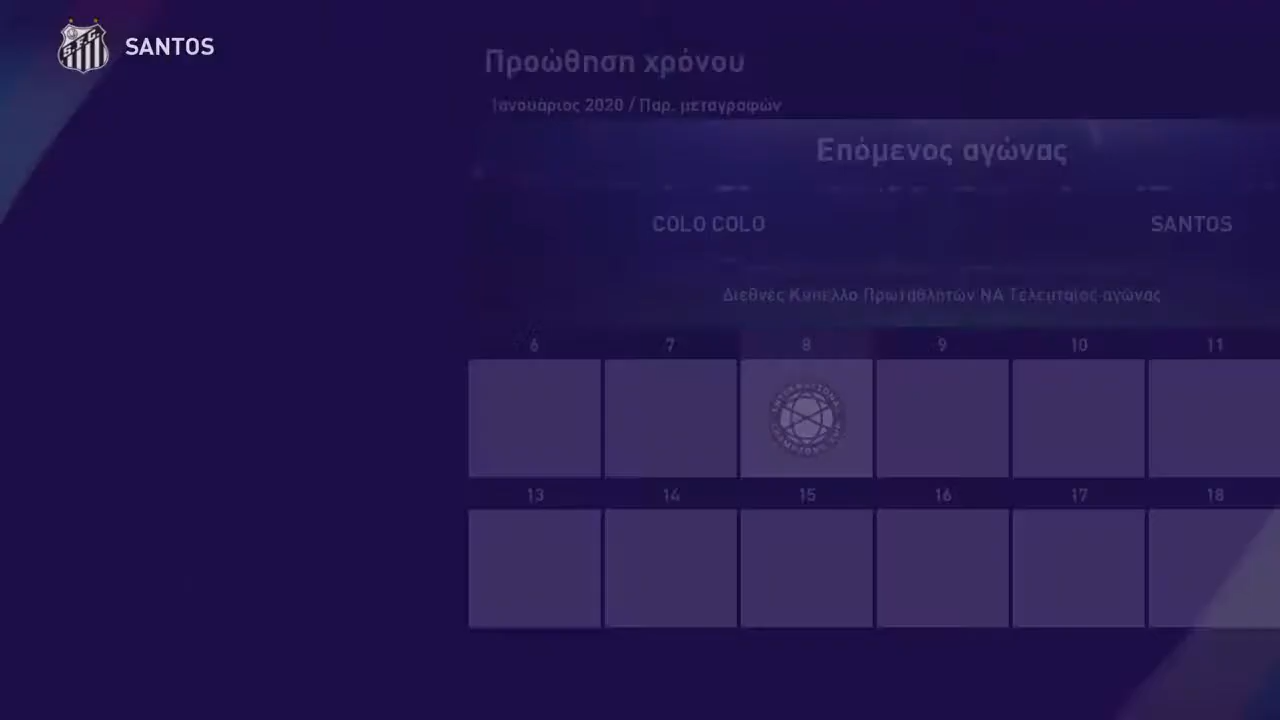 SANTOS
Προώθηση χρόνου
Ιανουάριος 2020 / Παρ. μεταγραφών
Επόμενος αγώνας
COLO COLO SANTOS
Διεθνές Κύπελλο Πρωταθλητών ΝΑ Τελευταίος αγώνας
6 7 8 9 10 11
13 14 15 16 17 18